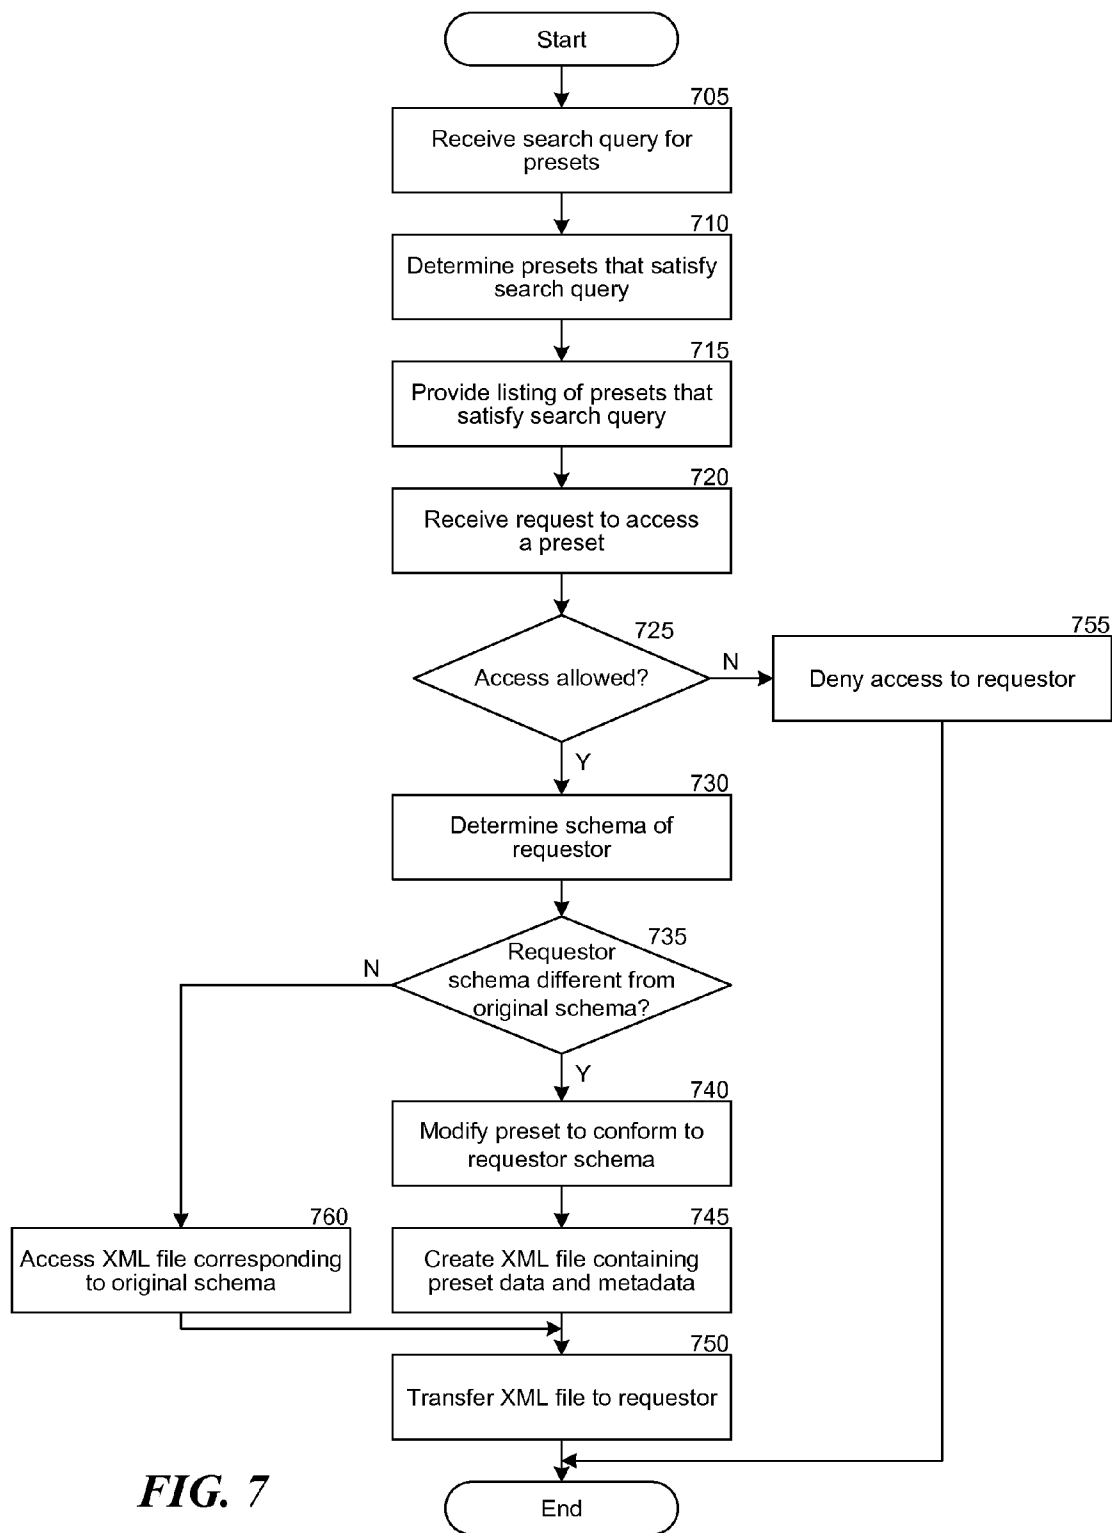 Start
705
Receive search query for
presets
710
Determine presets that satisfy
search query
715
Provide listing of presets that
satisfy search query
720
Receive request to access
a preset
725
Access allowed?
N
755
Deny access to requestor
Y
730
Determine schema of
requestor
735
Requestor
schema different from
original schema?
N
Y
740
Modify preset to conform to
requestor schema
760
Access XML file corresponding
to original schema
745
Create XML file containing
preset data and metadata
750
Transfer XML file to requestor
End
FIG. 7